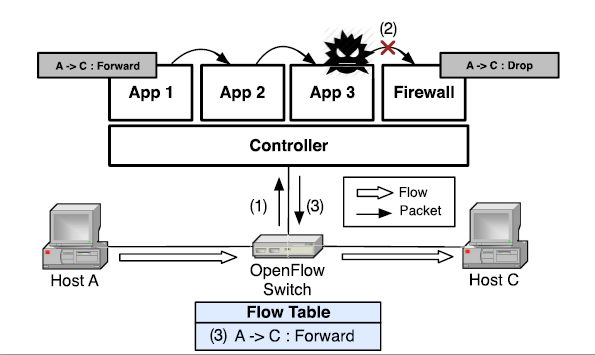 (2)
A -> C : Forward
A -> C : Drop
App 1
App 2
App 3
Firewall
Controller
(1)
(3)
Flow
Packet
Host A
OpenFlow
Switch
Host C
Flow Table
(3) A -> C : Forward